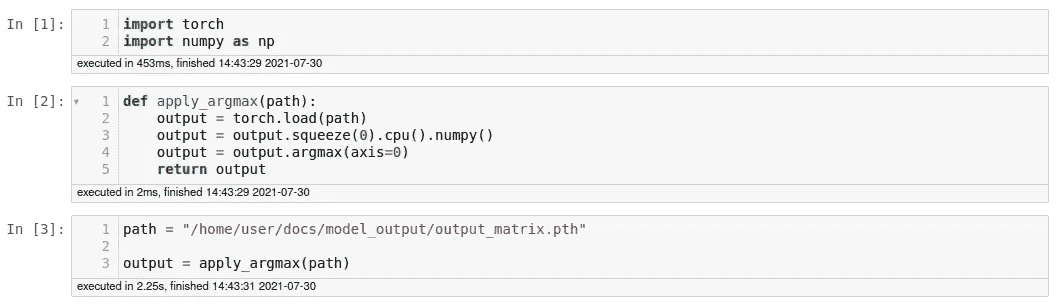 In [1]:
1 import torch
2 import numpy as np
executed in 453ms, finished 14:43:29 2021-07-30
In [2]:
1 def apply_argmax(path):
2     output = torch.load(path)
3     output = output.squeeze(0).cpu().numpy()
4     output = output.argmax(axis=0)
5     return output
executed in 2ms, finished 14:43:29 2021-07-30
In [3]:
1 path = "/home/user/docs/model_output/output_matrix.pth"
2
3 output = apply_argmax(path)
executed in 2.25s, finished 14:43:31 2021-07-30